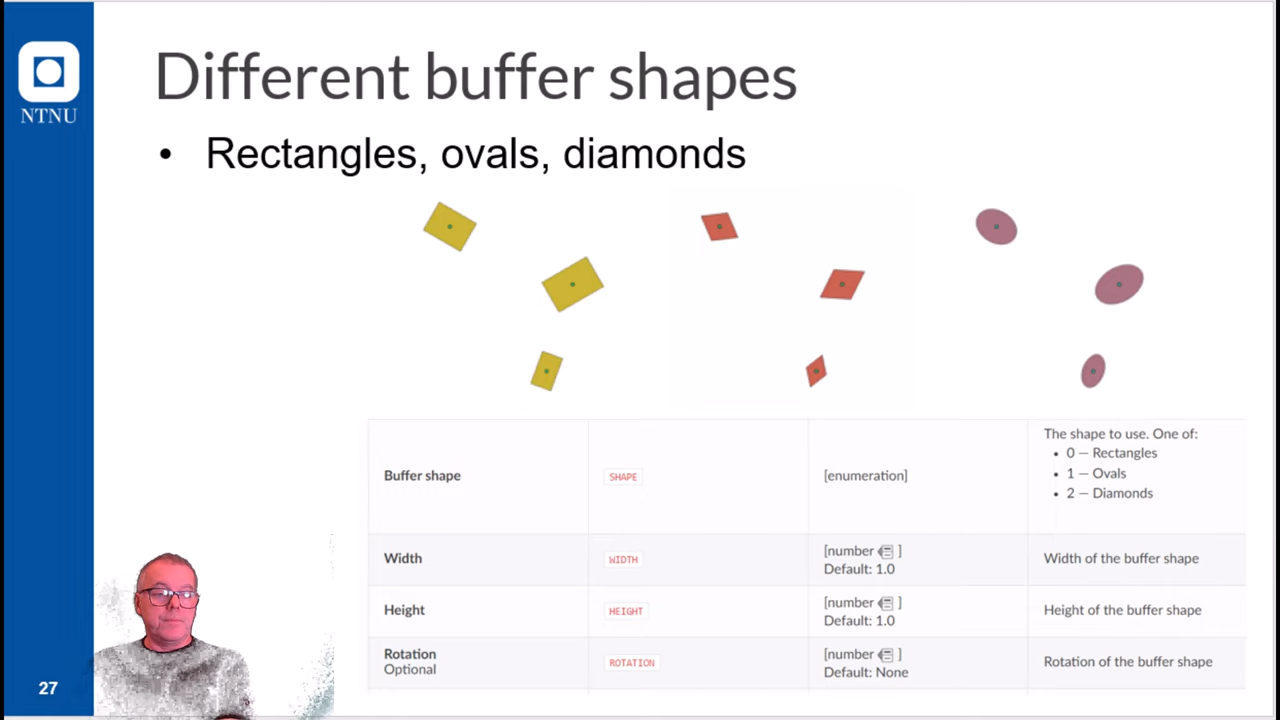 NTNU
Different buffer shapes
• Rectangles, ovals, diamonds
Buffer shape
SHAPE
[enumeration]
The shape to use. One of:
• 0 — Rectangles
• 1 — Ovals
• 2 — Diamonds
Width
WIDTH
[number ]
Default: 1.0
Width of the buffer shape
Height
HEIGHT
[number ]
Default: 1.0
Height of the buffer shape
Rotation
Optional
ROTATION
[number ]
Default: None
Rotation of the buffer shape
27